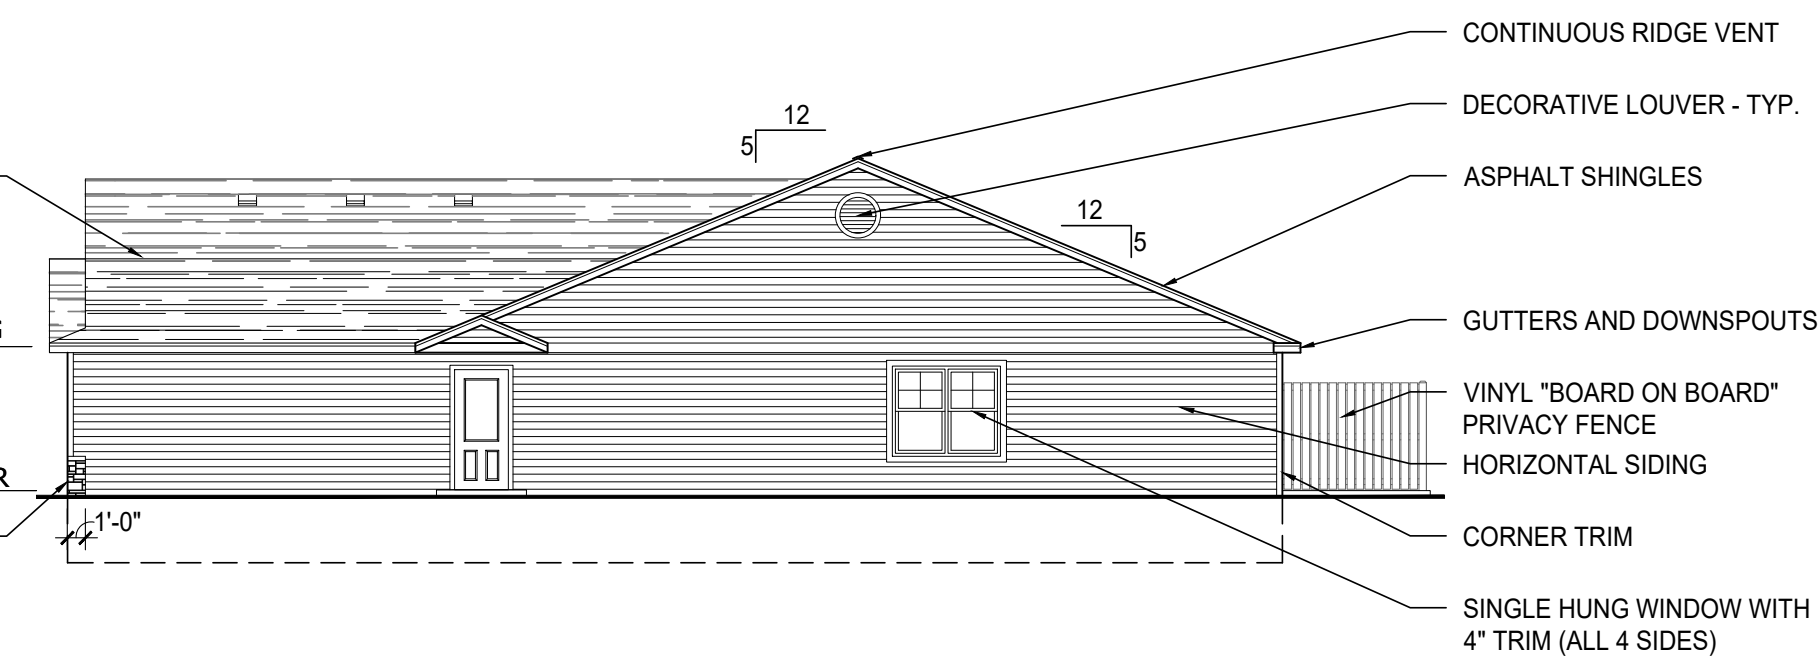 CONTINUOUS RIDGE VENT
DECORATIVE LOUVER - TYP.
12
5
ASPHALT SHINGLES
12
5
GUTTERS AND DOWNSPOUTS
VINYL "BOARD ON BOARD"
PRIVACY FENCE
HORIZONTAL SIDING
1'-0"
CORNER TRIM
SINGLE HUNG WINDOW WITH
4" TRIM (ALL 4 SIDES)